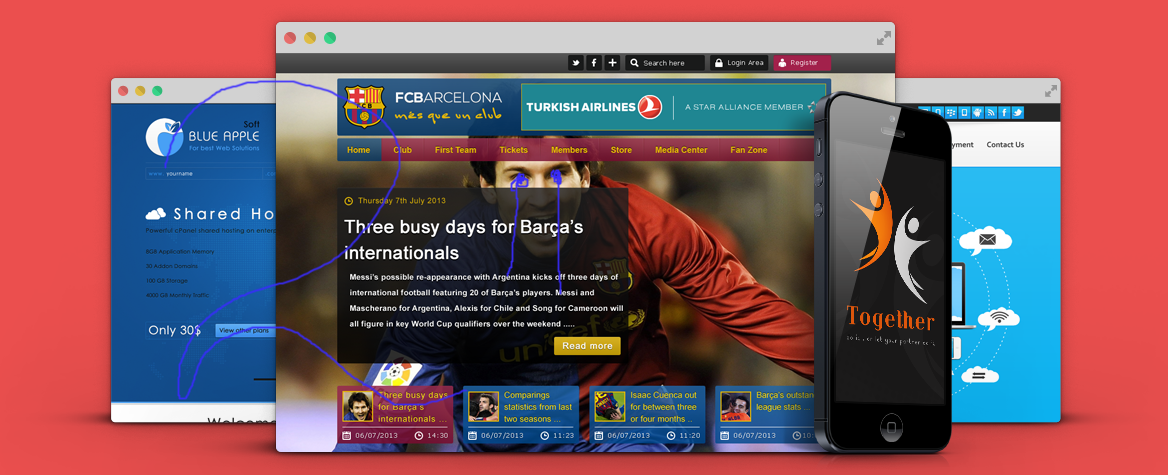 Search here
Login Area
Register
FCBARCELONA
més que un club
TURKISH AIRLINES
A STAR ALLIANCE MEMBER
Home
Club
First Team
Tickets
Members
Store
Media Center
Fan Zone
Thursday 7th July 2013
Three busy days for Barça's
internationals
Messi's possible re-appearance with Argentina kicks off three days of
international football featuring 20 of Barça's players. Messi and
Mascherano for Argentina, Alexis for Chile and Song for Cameroon will
all figure in key World Cup qualifiers over the weekend .....
Read more
Three busy days
for Barça's
internationals ...
06/07/2013
14:30
Comparings
statistics from last
two seasons ...
06/07/2013
11:23
Isaac Cuenca out
for between three
or four months ..
06/07/2013
11:20
Barça's outstan
league stats ...
06/07/2013
10:
Soft
BLUE APPLE
For best Web Solutions
www.
yourname
Shared Ho
Powerful cPanel shared hosting on enterp
8GB Application Memory
30 Addon Domains
100 GB Storage
4000 GB Monthly Traffic
Only 30$
View other plans
Welcome
Together
yment
Contact Us